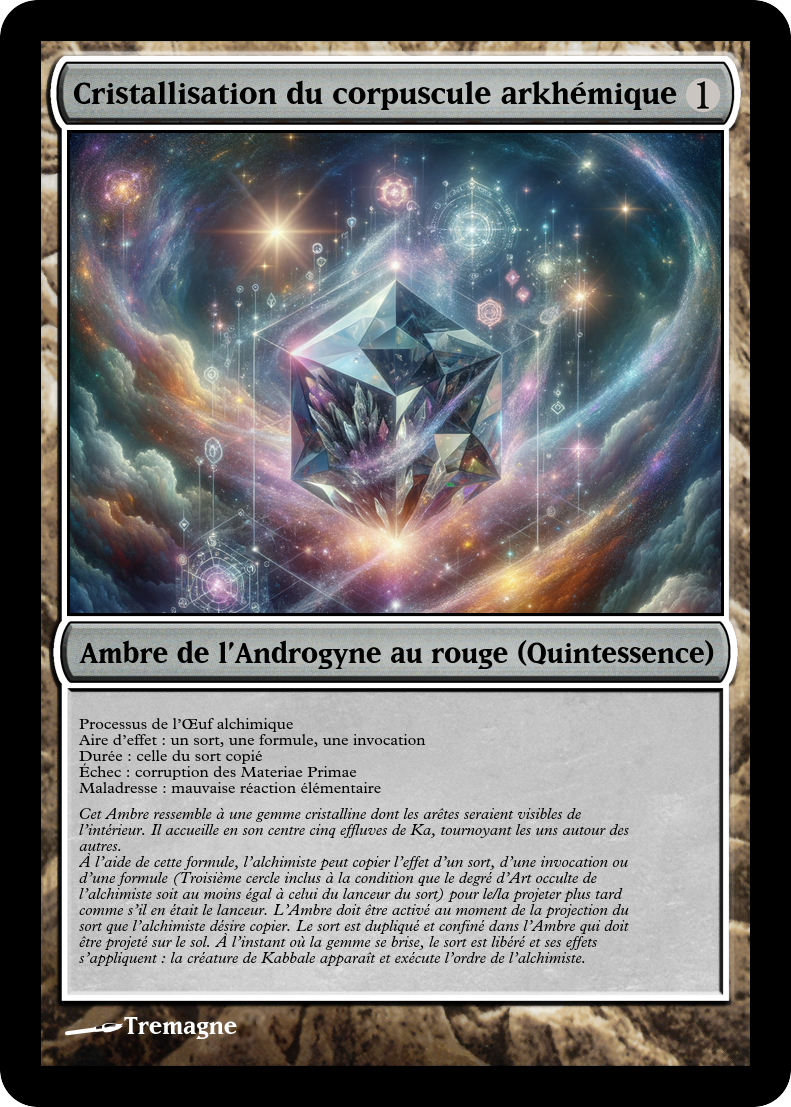 Cristallisation du corpuscule arkhémique 1
Ambre de l'Androgyne au rouge (Quintessence)
Processus de l'Œuf alchimique
Aire d'effet : un sort, une formule, une invocation
Durée : celle du sort copié
Échec : corruption des Materiae Primae
Maladresse : mauvaise réaction élémentaire
Cet Ambre ressemble à une gemme cristalline dont les arêtes seraient visibles de
l'intérieur. Il accueille en son centre cinq effluves de Ka, tournoyant les uns autour des
autres.
À l'aide de cette formule, l'alchimiste peut copier l'effet d'un sort, d'une invocation ou
d'une formule (Troisième cercle inclus à la condition que le degré d'Art occulte de
l'alchimiste soit au moins égal à celui du lanceur du sort) pour le/la projeter plus tard
comme s'il en était le lanceur. L'Ambre doit être activé au moment de la projection du
sort que l'alchimiste désire copier. Le sort est dupliqué et confiné dans l'Ambre qui doit
être projeté sur le sol. À l'instant où la gemme se brise, le sort est libéré et ses effets
s'appliquent : la créature de Kabbale apparaît et exécute l'ordre de l'alchimiste.
Tremagne